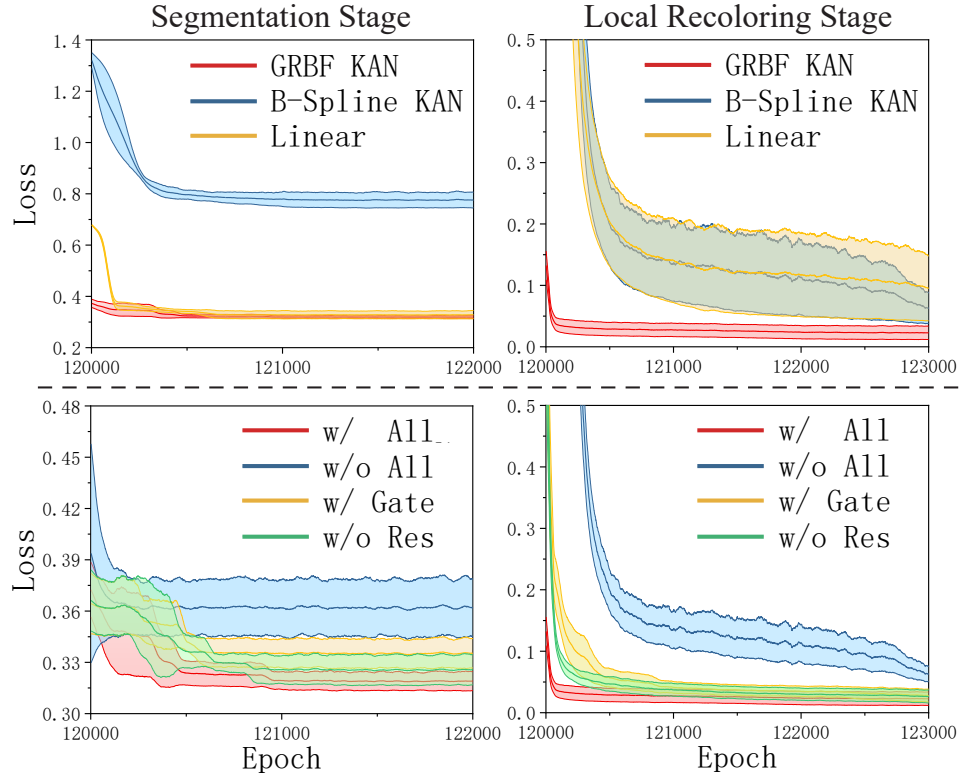 Segmentation Stage
Local Recoloring Stage
Loss
1.4
1.2
1.0
0.8
0.6
0.4
0.2
120000
121000
122000
GRBF KAN
B-Spline KAN
Linear
0.5
0.4
0.3
0.2
0.1
0.0
120000
121000
122000
123000
GRBF KAN
B-Spline KAN
Linear
Loss
0.48
0.45
0.42
0.39
0.36
0.33
0.30
120000
121000
122000
Epoch
w/ All
w/o All
w/ Gate
w/o Res
0.5
0.4
0.3
0.2
0.1
0.0
120000
121000
122000
123000
Epoch
w/ All
w/o All
w/ Gate
w/o Res